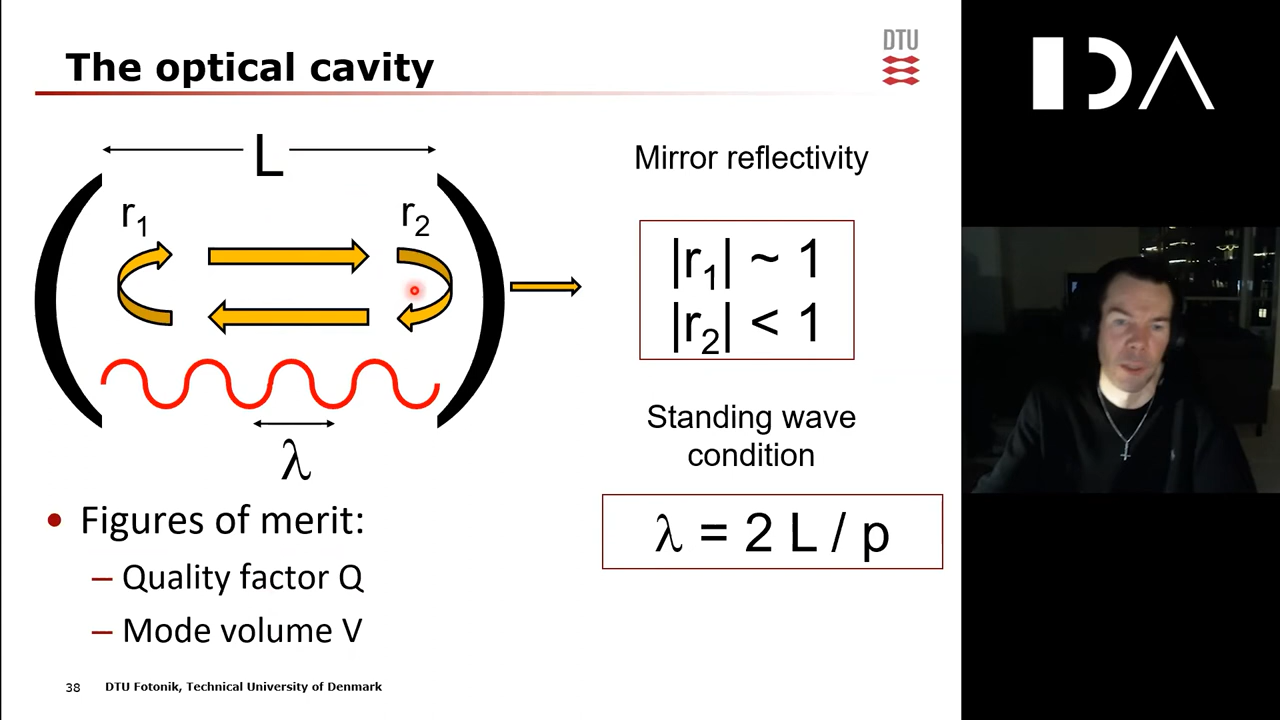 The optical cavity
DTU
IDA
L
r1
r2
λ
Mirror reflectivity
|r1| ~ 1
|r2| < 1
Standing wave
condition
λ = 2 L / p
• Figures of merit:
– Quality factor Q
– Mode volume V
38 DTU Fotonik, Technical University of Denmark